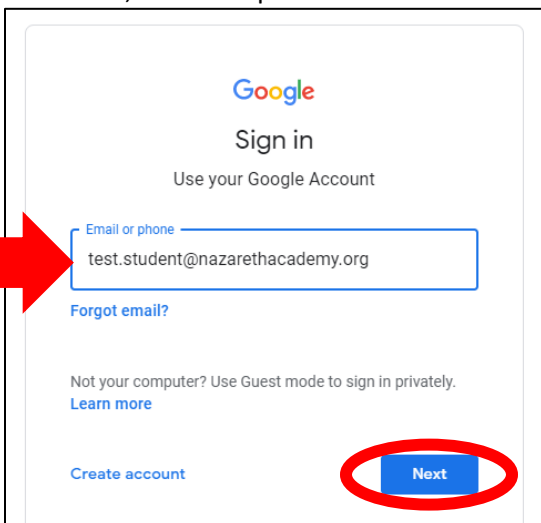 Google
Sign in
Use your Google Account
Email or phone
test.student@nazarethacademy.org
Forgot email?
Not your computer? Use Guest mode to sign in privately.
Learn more
Create account
Next